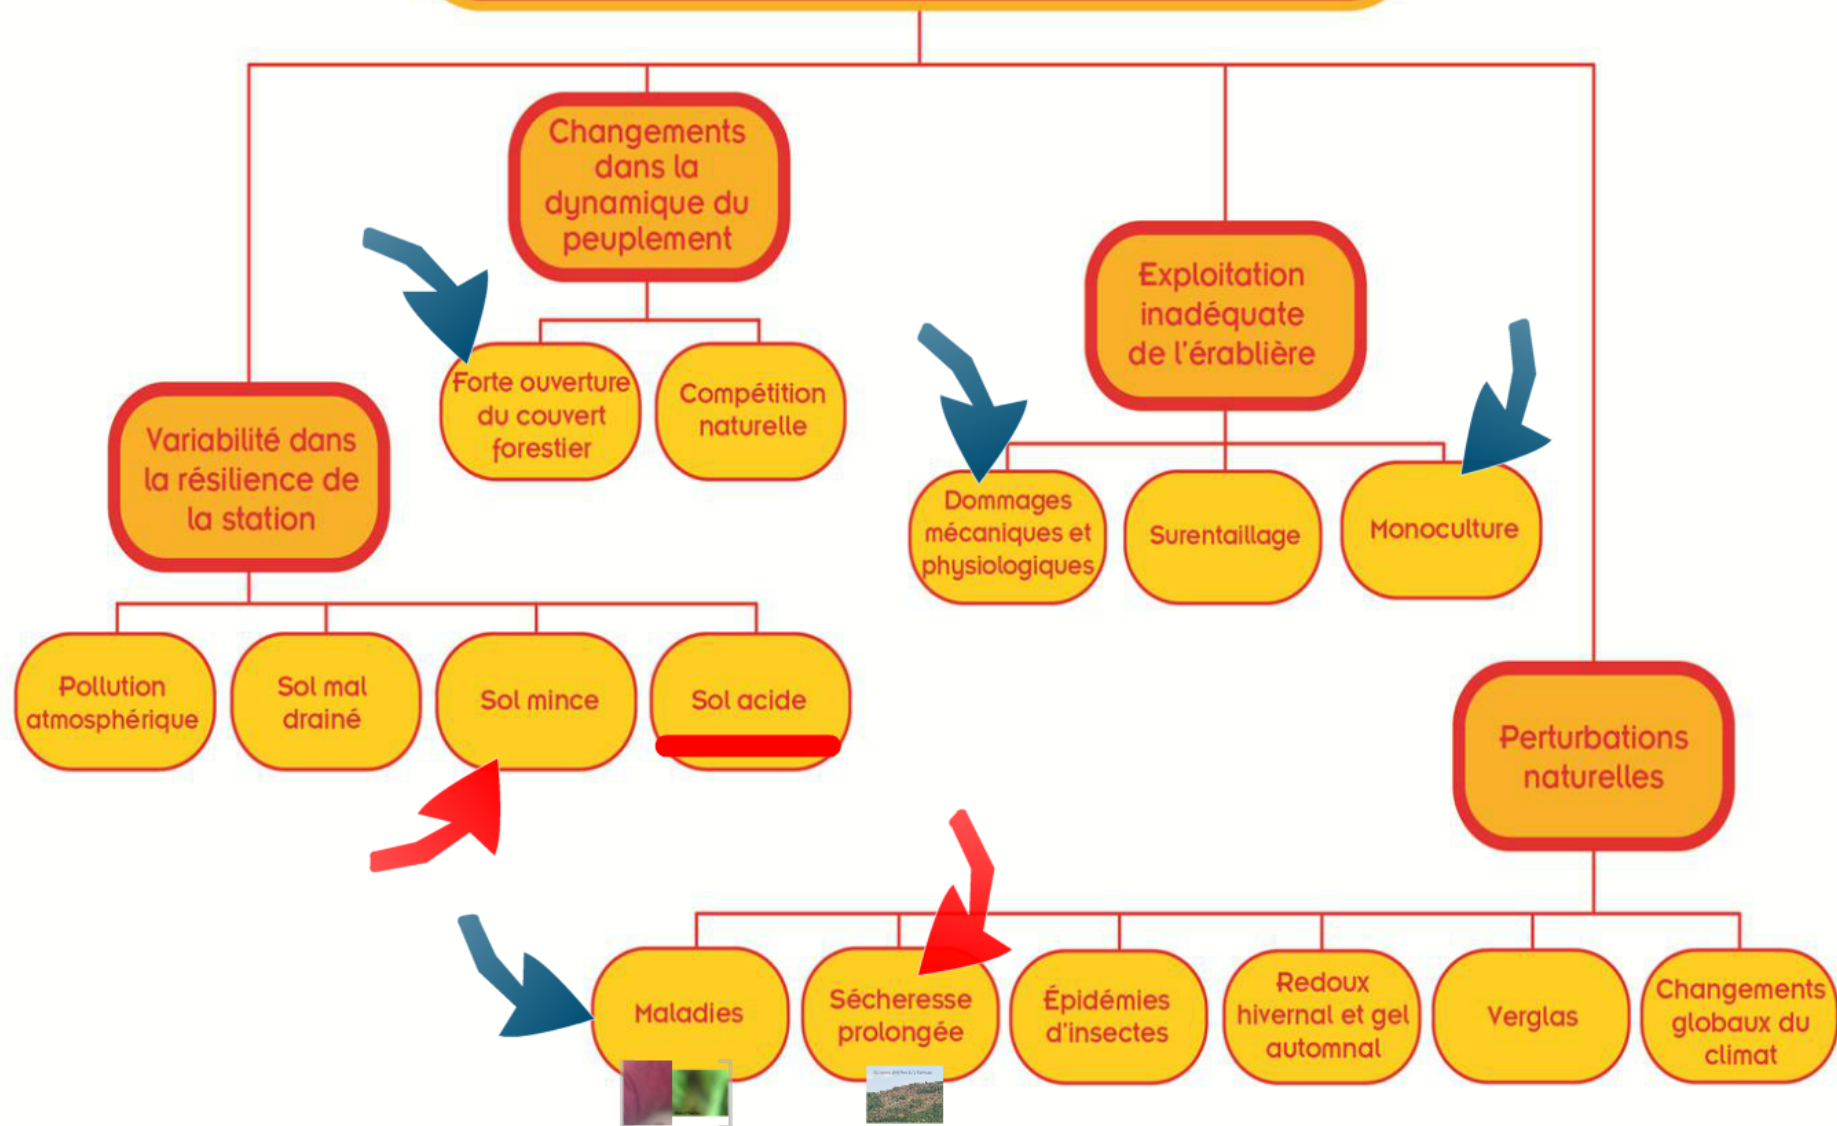 Changements
dans la
dynamique du
peuplement
Exploitation
inadéquate
de l'érablière
Forte ouverture
du couvert
forestier
Compétition
naturelle
Variabilité dans
la résilience de
la station
Dommages
mécaniques et
physiologiques
Surentaillage
Monoculture
Pollution
atmosphérique
Sol mal
drainé
Sol mince
Sol acide
Perturbations
naturelles
Maladies
Sécheresse
prolongée
Épidémies
d'insectes
Redoux
hivernal et gel
automnal
Verglas
Changements
globaux du
climat